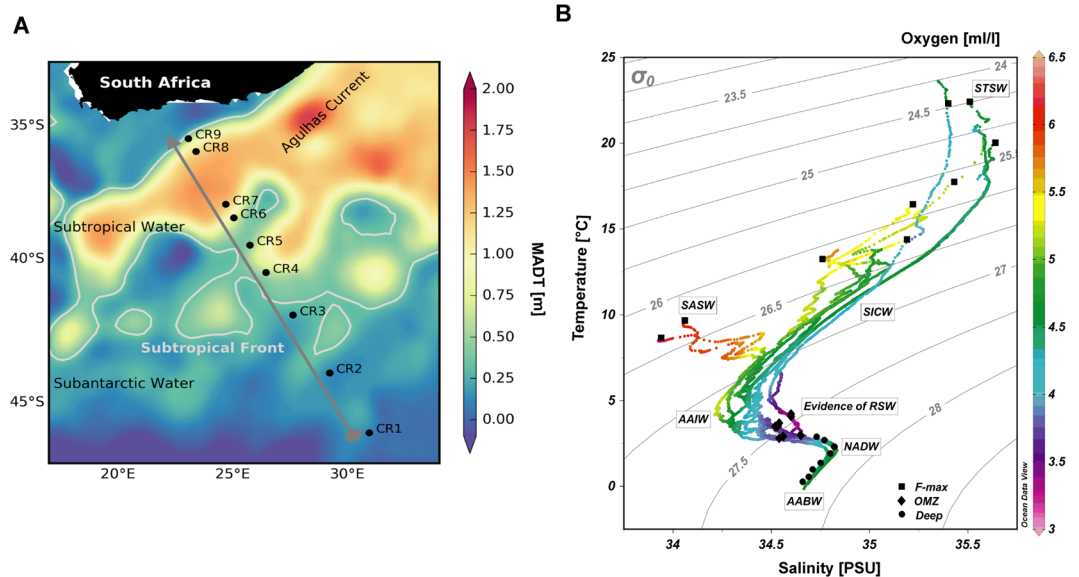 A
South Africa
Agulhas Current
CR9
CR8
CR7
CR6
CR5
CR4
CR3
CR2
CR1
Subtropical Water
Subtropical Front
Subantarctic Water
35°S
40°S
45°S
20°E
25°E
30°E
2.00
1.75
1.50
1.25
1.00
0.75
0.50
0.25
0.00
MADT [m]
B
Oxygen [ml/l]
σ0
23.5
24
24.5
25
25.5
26
26.5
27
27.5
28
STSW
SICW
SASW
AAIW
Evidence of RSW
NADW
AABW
F-max
OMZ
Deep
25
20
15
10
5
0
Temperature [°C]
34
34.5
35
35.5
Salinity [PSU]
6.5
6
5.5
5
4.5
4
3.5
3
Ocean Data View